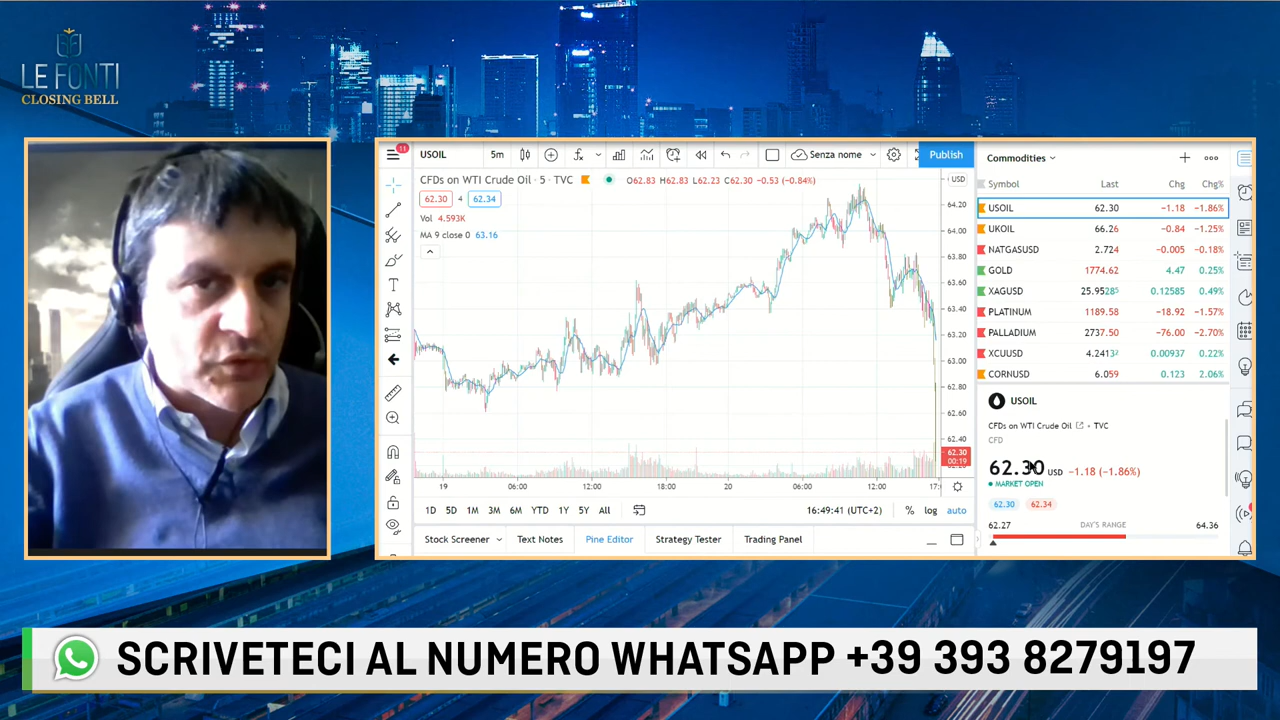 LE FONTI
CLOSING BELL
11
USOIL
5m
Senza nome
Publish
CFDs on WTI Crude Oil · 5 · TVC
O62.83 H62.83 L62.23 C62.30 −0.53 (−0.84%)
USD
62.30 4 62.34
Vol 4.593K
MA 9 close 0 63.16
64.20
64.00
63.80
63.60
63.40
63.20
63.00
62.80
62.60
62.40
62.30
00:19
19 06:00 12:00 18:00 20 06:00 12:00 17:
1D 5D 1M 3M 6M YTD 1Y 5Y All
16:49:41 (UTC+2) % log auto
Stock Screener Text Notes Pine Editor Strategy Tester Trading Panel
Commodities
Symbol Last Chg Chg%
USOIL 62.30 −1.18 −1.86%
UKOIL 66.26 −0.84 −1.25%
NATGASUSD 2.724 −0.005 −0.18%
GOLD 1774.62 4.47 0.25%
XAGUSD 25.9528⁵ 0.12585 0.49%
PLATINUM 1189.58 −18.92 −1.57%
PALLADIUM 2737.50 −76.00 −2.70%
XCUUSD 4.2413² 0.00937 0.22%
CORNUSD 6.059 0.123 2.06%
USOIL
CFDs on WTI Crude Oil • TVC
CFD
62.30 USD −1.18 (−1.86%)
MARKET OPEN
62.30 62.34
62.27 DAY'S RANGE 64.36
SCRIVETECI AL NUMERO WHATSAPP +39 393 8279197